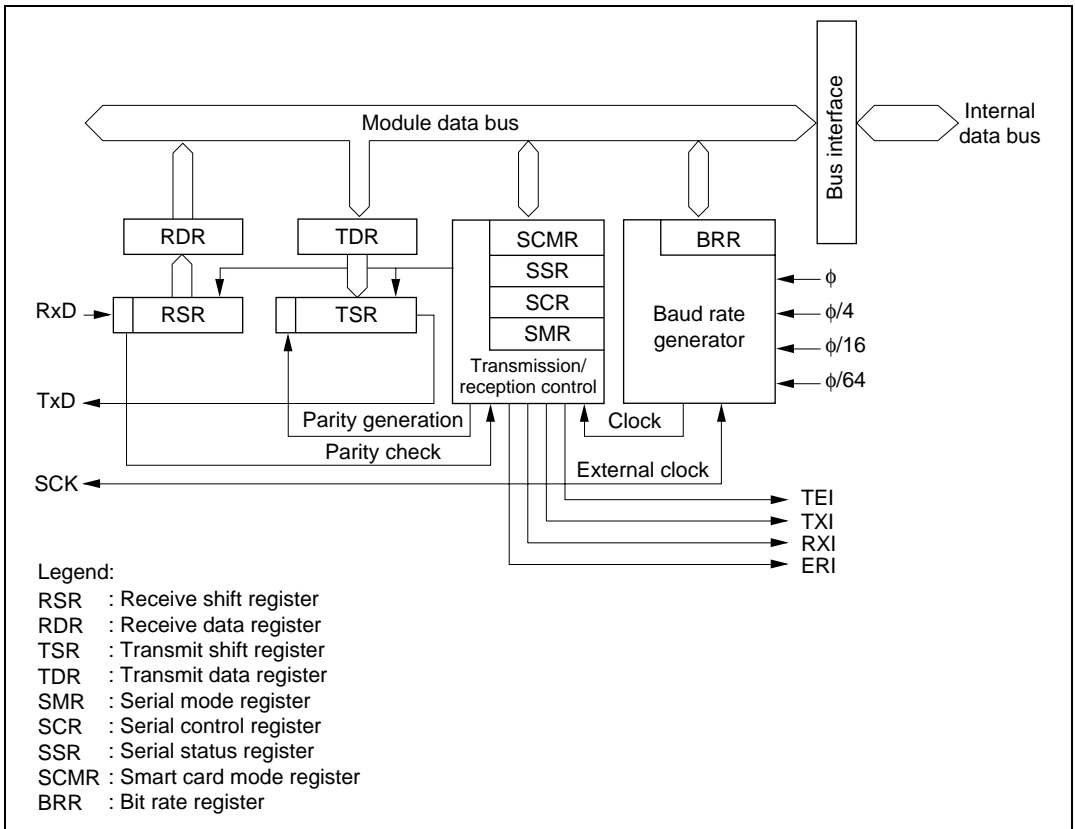 Bus interface
Internal
data bus
Module data bus
RDR
TDR
SCMR
BRR
SSR
RxD
RSR
TSR
SCR
SMR
Baud rate
generator
φ
φ/4
φ/16
φ/64
Transmission/
reception control
TxD
Parity generation
Clock
Parity check
External clock
SCK
TEI
TXI
RXI
ERI
Legend:
RSR : Receive shift register
RDR : Receive data register
TSR : Transmit shift register
TDR : Transmit data register
SMR : Serial mode register
SCR : Serial control register
SSR : Serial status register
SCMR : Smart card mode register
BRR : Bit rate register